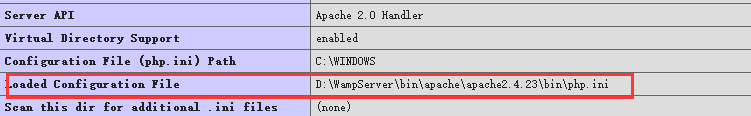 Server API Apache 2.0 Handler
Virtual Directory Support enabled
Configuration File (php.ini) Path C:\WINDOWS
Loaded Configuration File D:\WampServer\bin\apache\apache2.4.23\bin\php.ini
Scan this dir for additional .ini files (none)